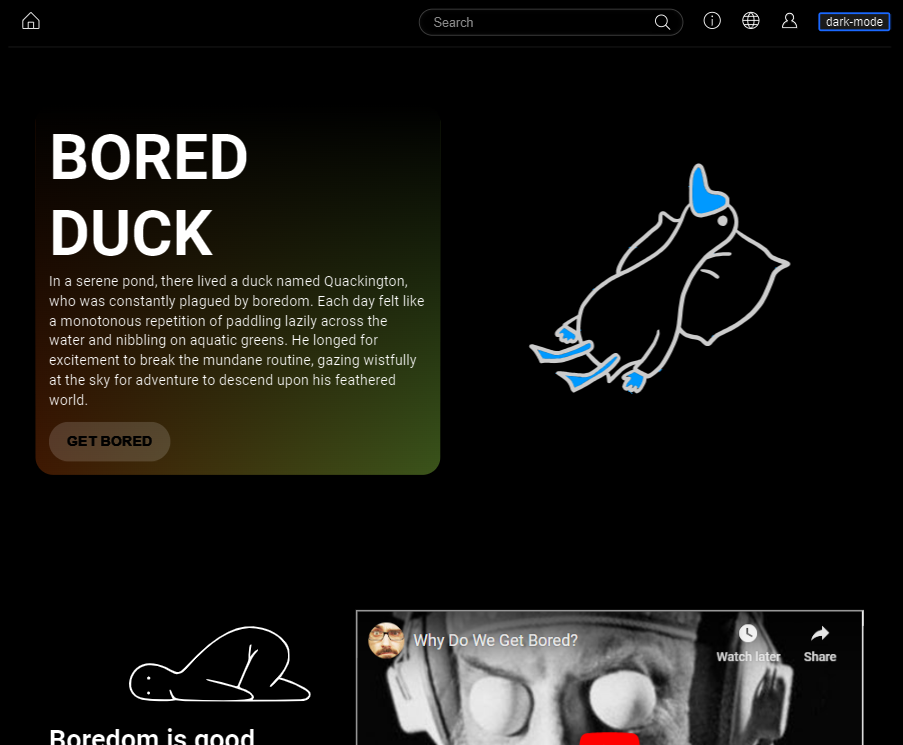 Search
dark-mode
BORED
DUCK
In a serene pond, there lived a duck named Quackington,
who was constantly plagued by boredom. Each day felt like
a monotonous repetition of paddling lazily across the
water and nibbling on aquatic greens. He longed for
excitement to break the mundane routine, gazing wistfully
at the sky for adventure to descend upon his feathered
world.
GET BORED
Why Do We Get Bored?
Watch later
Share
Boredom is good